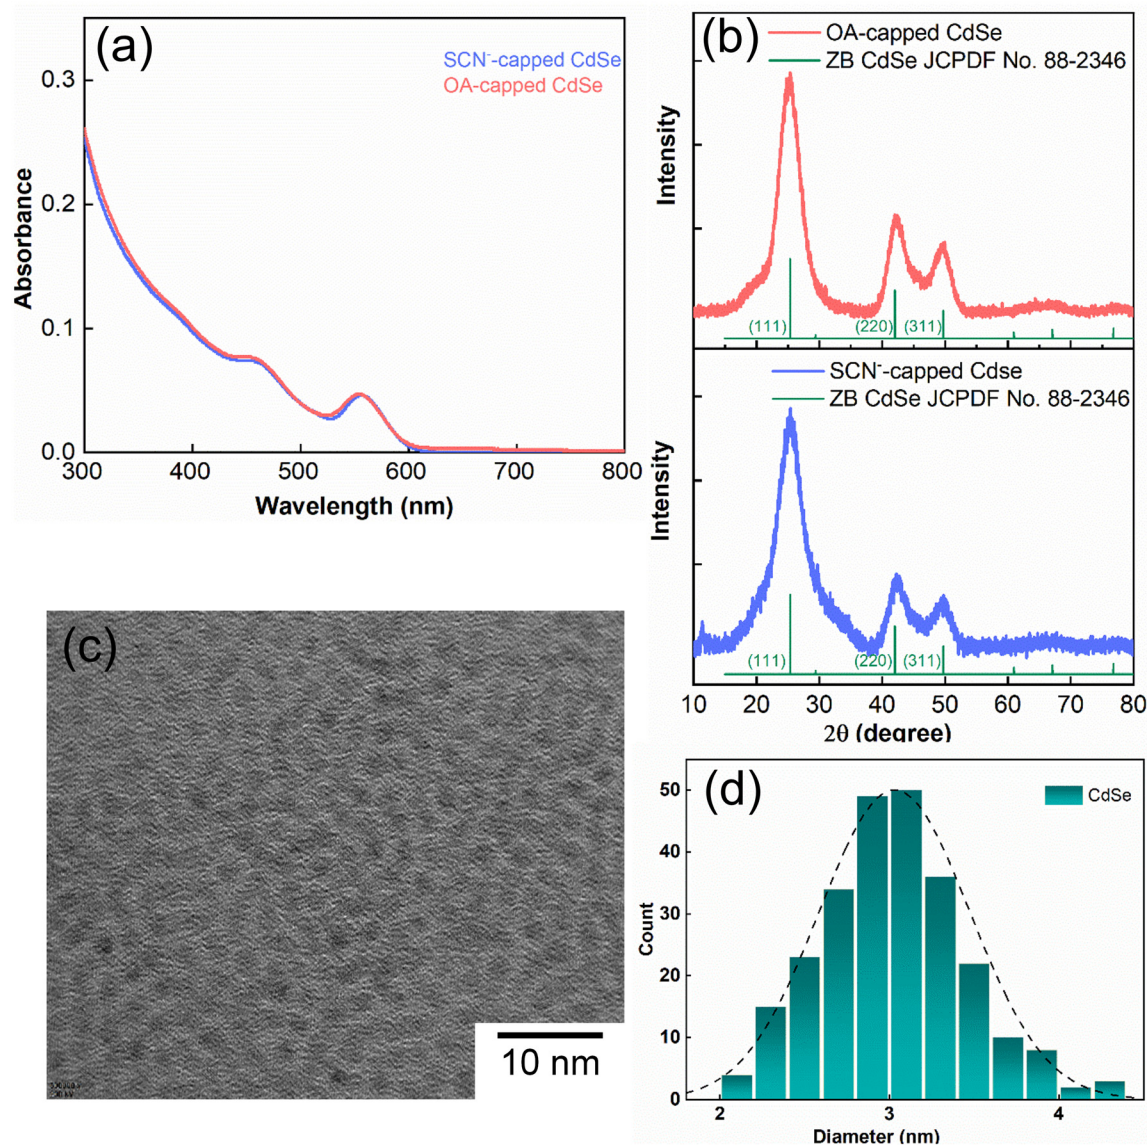 (a)
SCN⁻-capped CdSe
OA-capped CdSe
0.3
0.2
0.1
0.0
Absorbance
300 400 500 600 700 800
Wavelength (nm)
(b)
OA-capped CdSe
ZB CdSe JCPDF No. 88-2346
Intensity
(111) (220) (311)
SCN⁻-capped Cdse
ZB CdSe JCPDF No. 88-2346
Intensity
(111) (220) (311)
10 20 30 40 50 60 70 80
2θ (degree)
(c)
10 nm
(d)
CdSe
50
40
30
20
10
0
Count
2 3 4
Diameter (nm)